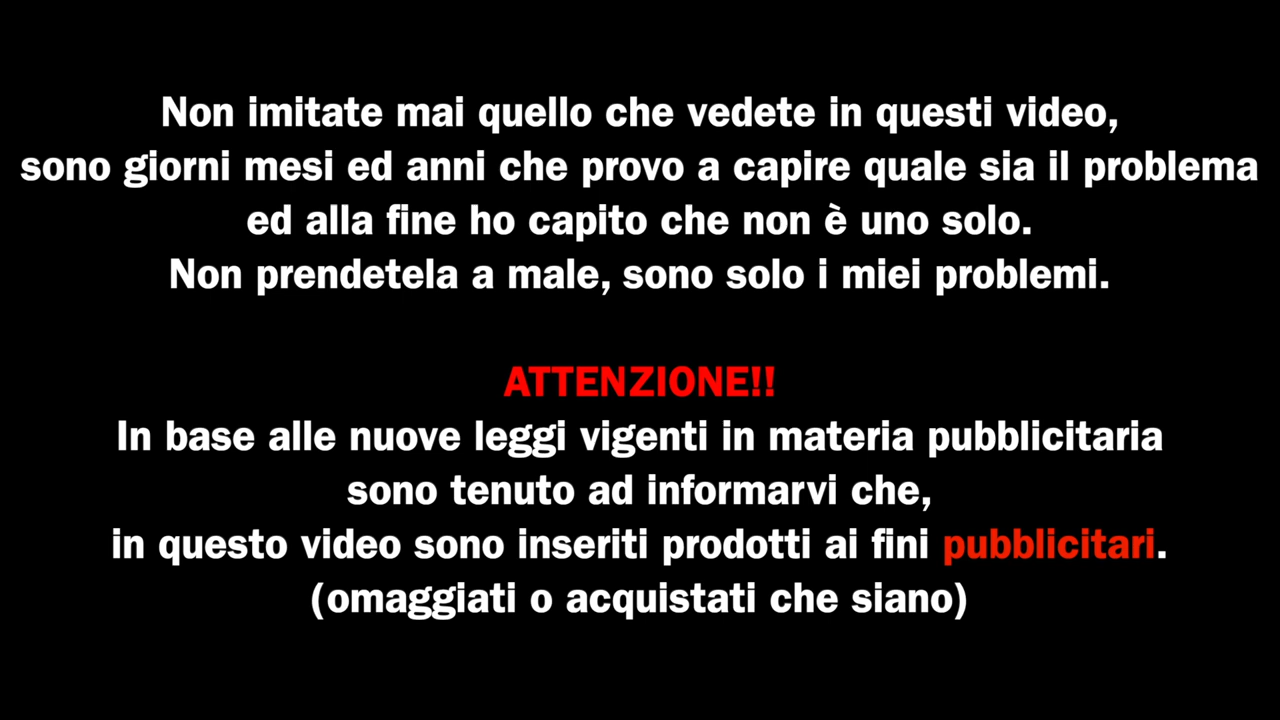 Non imitate mai quello che vedete in questi video,
sono giorni mesi ed anni che provo a capire quale sia il problema
ed alla fine ho capito che non è uno solo.
Non prendetela a male, sono solo i miei problemi.
ATTENZIONE!!
In base alle nuove leggi vigenti in materia pubblicitaria
sono tenuto ad informarvi che,
in questo video sono inseriti prodotti ai fini pubblicitari.
(omaggiati o acquistati che siano)